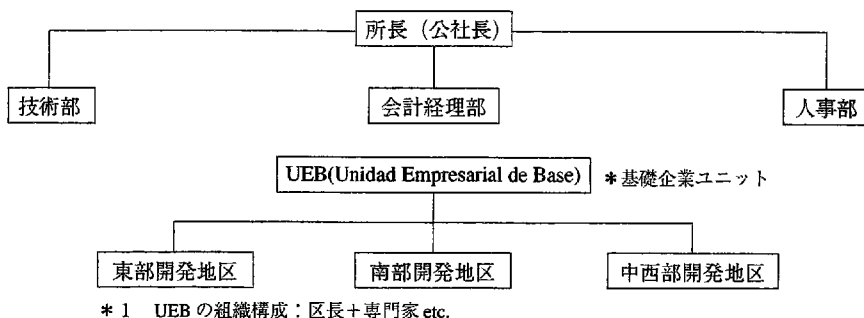 所長（公社長）
技術部 会計経理部 人事部
UEB(Unidad Empresarial de Base) ＊基礎企業ユニット
東部開発地区 南部開発地区 中西部開発地区
＊1 UEBの組織構成：区長＋専門家 etc.